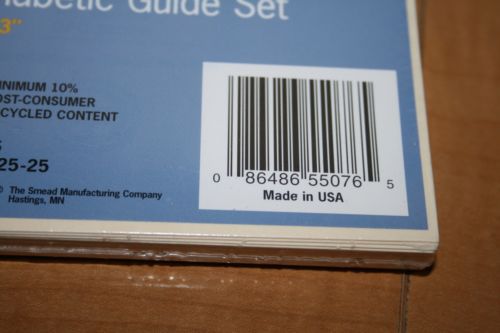 abetic Guide Set
3"
NIMUM 10%
OST-CONSUMER
CYCLED CONTENT
25-25
© The Smead Manufacturing Company
Hastings, MN
0 86486 55076 5
Made in USA